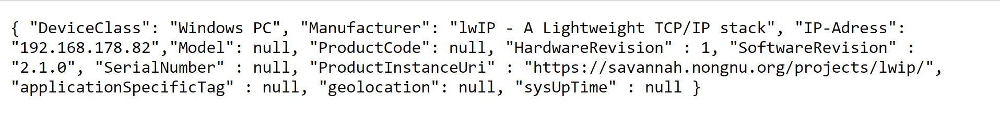 { "DeviceClass": "Windows PC", "Manufacturer": "lwIP - A Lightweight TCP/IP stack", "IP-Adress":
"192.168.178.82","Model": null, "ProductCode": null, "HardwareRevision" : 1, "SoftwareRevision" :
"2.1.0", "SerialNumber" : null, "ProductInstanceUri" : "https://savannah.nongnu.org/projects/lwip/",
"applicationSpecificTag" : null, "geolocation": null, "sysUpTime" : null }